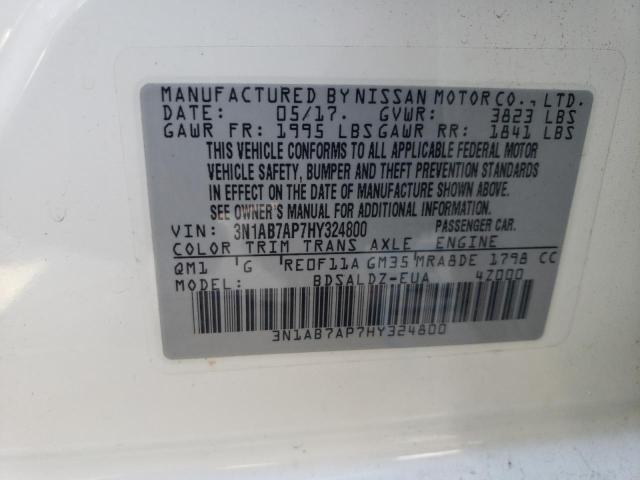 MANUFACTURED BY NISSAN MOTOR CO., LTD.
DATE: 05/17. GVWR: 3823 LBS
GAWR FR: 1995 LBS GAWR RR: 1841 LBS
THIS VEHICLE CONFORMS TO ALL APPLICABLE FEDERAL MOTOR
VEHICLE SAFETY, BUMPER AND THEFT PREVENTION STANDARDS
IN EFFECT ON THE DATE OF MANUFACTURE SHOWN ABOVE.
SEE OWNER'S MANUAL FOR ADDITIONAL INFORMATION.
VIN: 3N1AB7AP7HY324800 PASSENGER CAR.
COLOR TRIM TRANS AXLE ENGINE
QM1 G RE0F11A GM35 MRA8DE 1798 CC
MODEL: BDSALDZ-EUA 4Z000
3N1AB7AP7HY324800